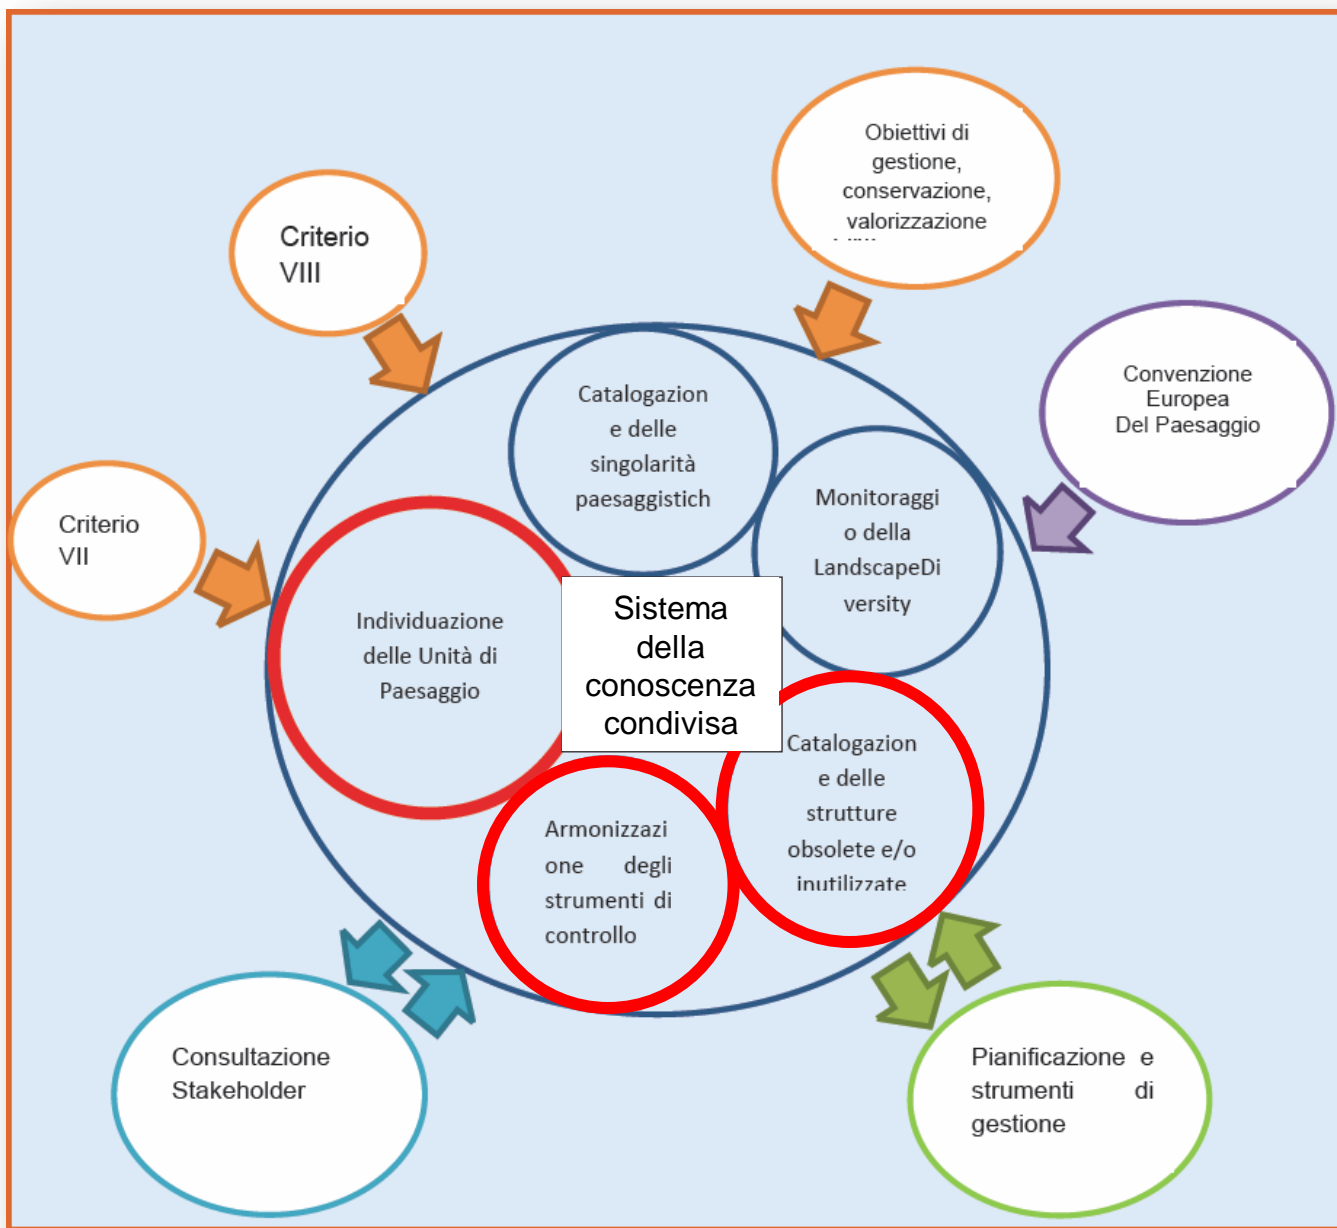 Obiettivi di
gestione,
conservazione,
valorizzazione
Criterio
VIII
Convenzione
Europea
Del Paesaggio
Catalogazion
e delle
singolarità
paesaggistich
Monitoraggi
o della
LandscapeDi
versity
Criterio
VII
Individuazione
delle Unità di
Paesaggio
Sistema
della
conoscenza
condivisa
Catalogazion
e delle
strutture
obsolete e/o
inutilizzate
Armonizzazi
one degli
strumenti di
controllo
Consultazione
Stakeholder
Pianificazione e
strumenti di
gestione